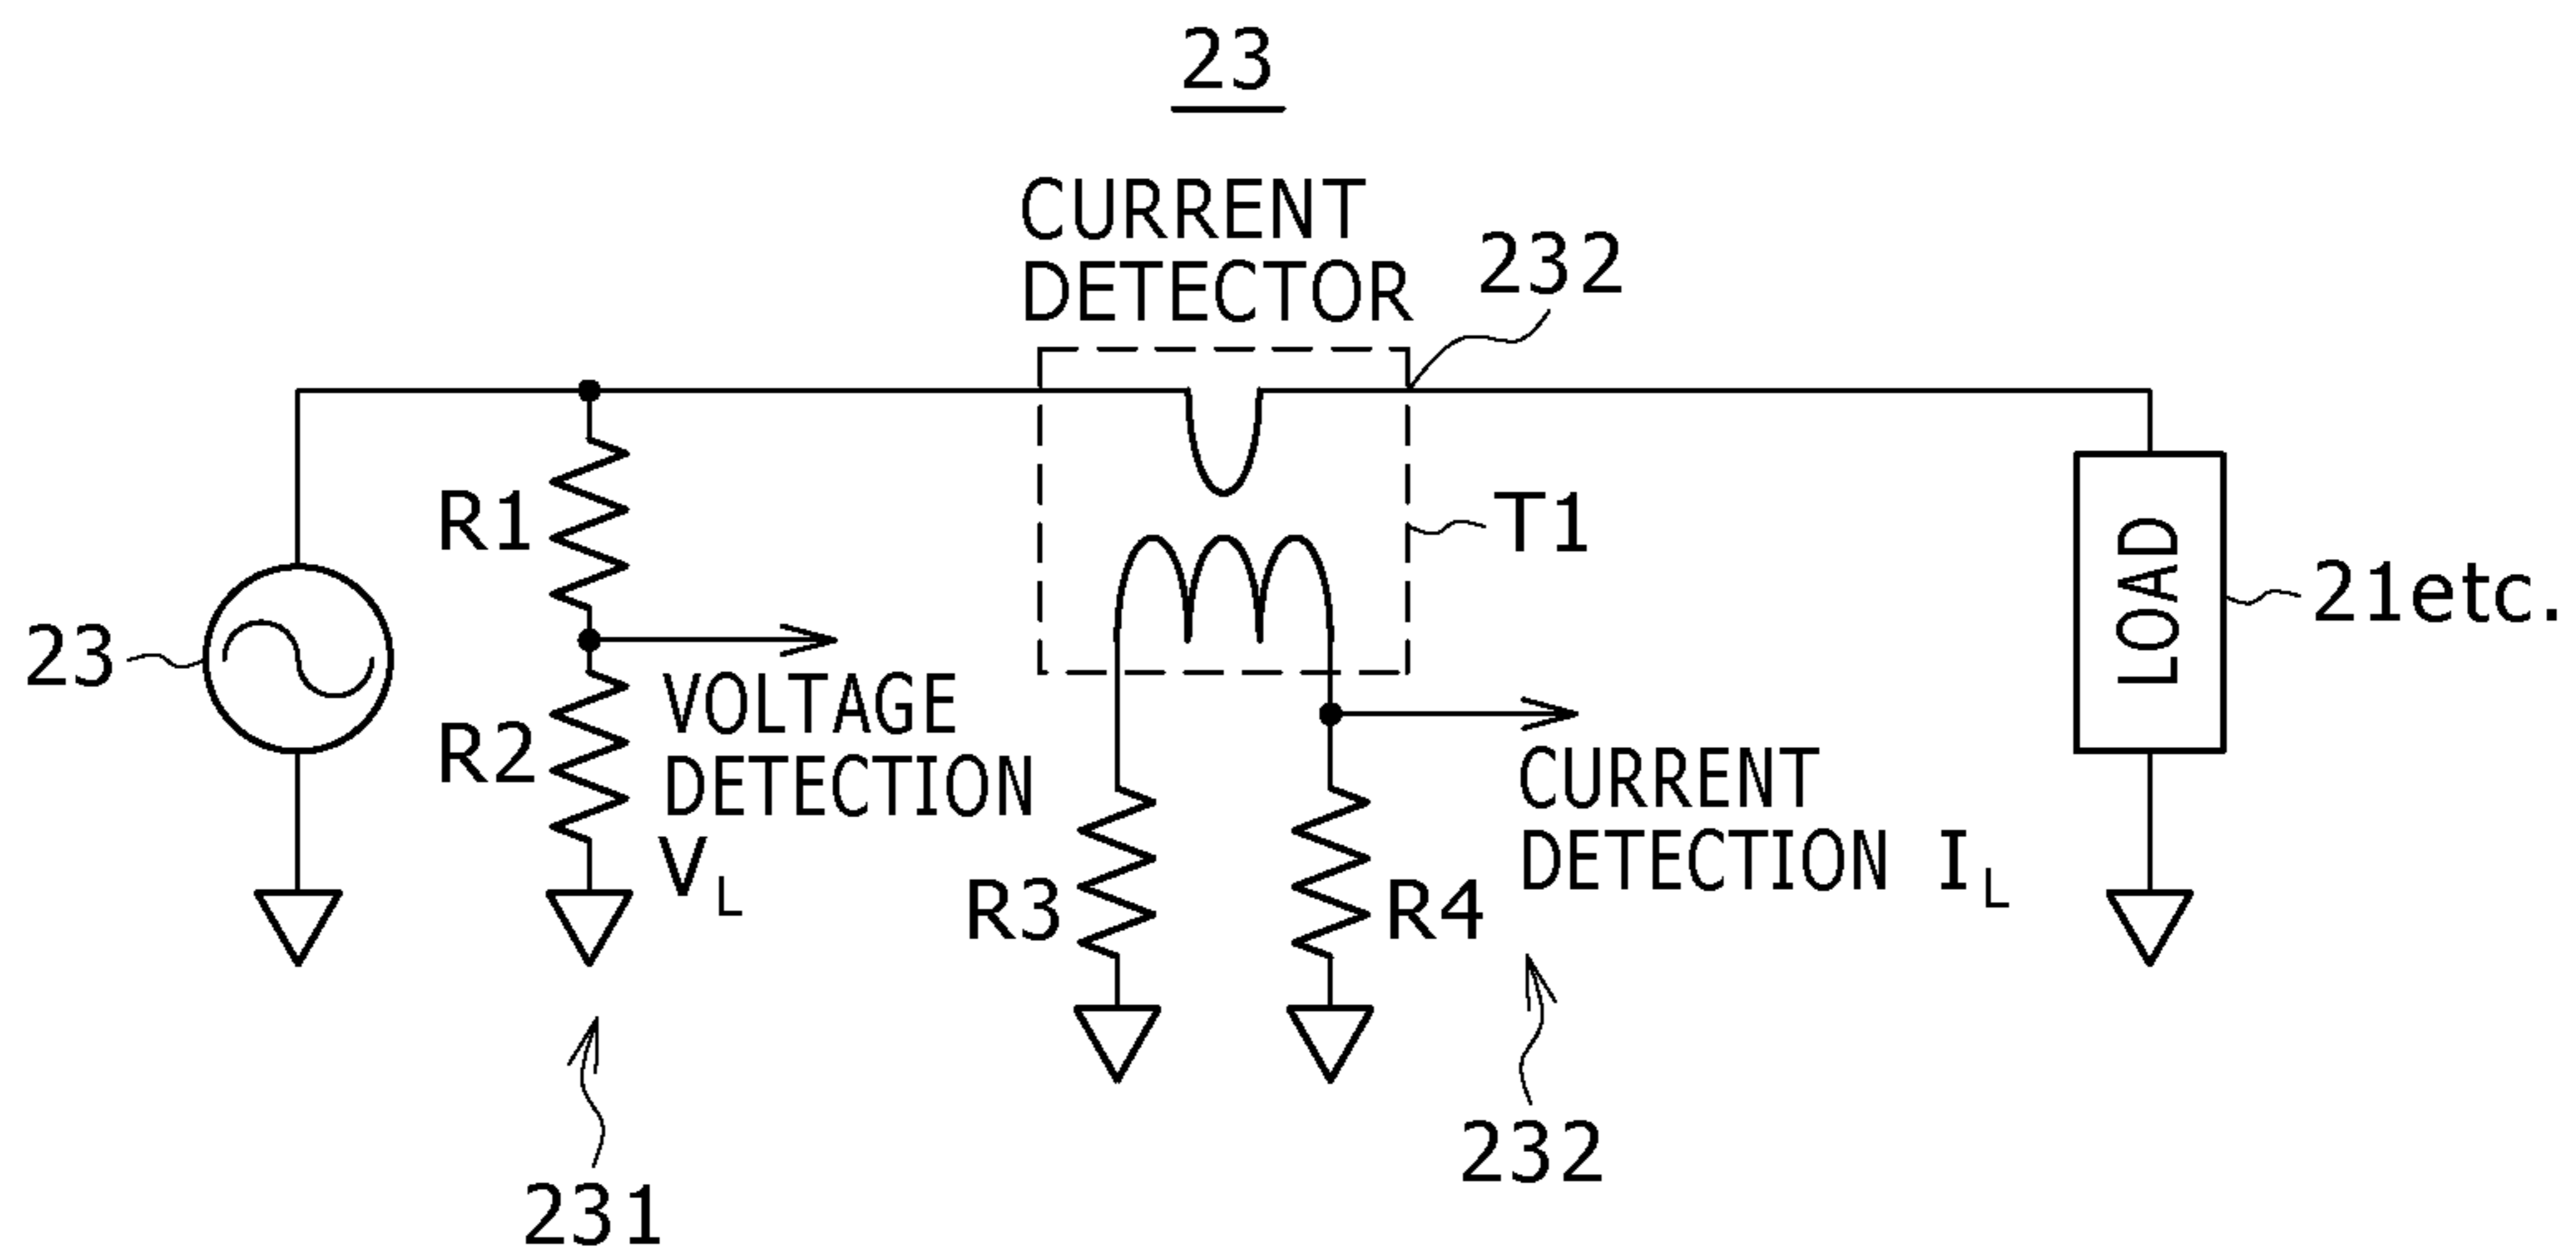 23
CURRENT
DETECTOR
232
R1
T1
23
21etc.
LOAD
R2
VOLTAGE
DETECTION
VL
CURRENT
DETECTION IL
R3
R4
231
232